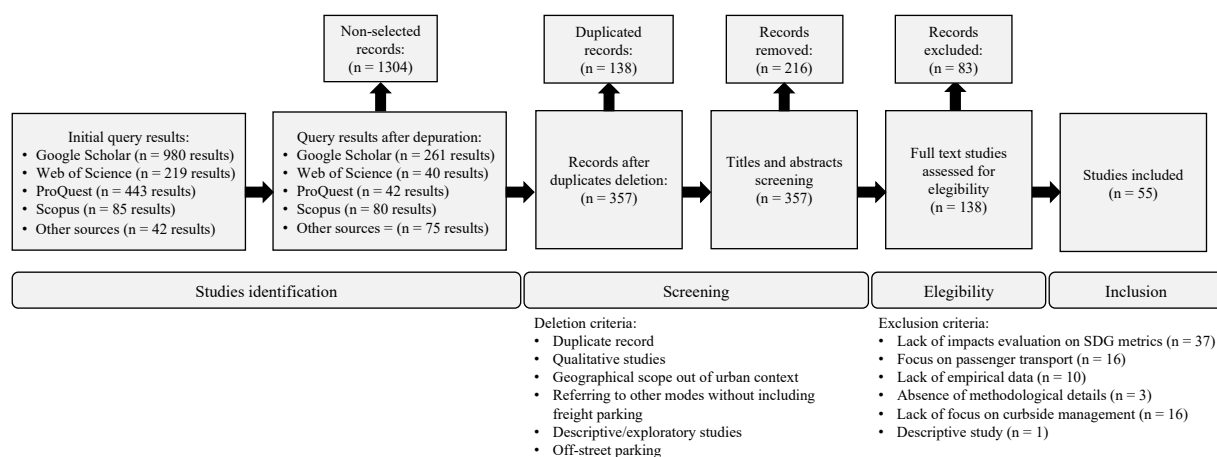 Non-selected
records:
(n = 1304)
Duplicated
records:
(n = 138)
Records
removed:
(n = 216)
Records
excluded:
(n = 83)
Initial query results:
• Google Scholar (n = 980 results)
• Web of Science (n = 219 results)
• ProQuest (n = 443 results)
• Scopus (n = 85 results)
• Other sources (n = 42 results)
Query results after depuration:
• Google Scholar (n = 261 results)
• Web of Science (n = 40 results)
• ProQuest (n = 42 results)
• Scopus (n = 80 results)
• Other sources = (n = 75 results)
Records after
duplicates deletion:
(n = 357)
Titles and abstracts
screening
(n = 357)
Full text studies
assessed for
elegibility
(n = 138)
Studies included
(n = 55)
Studies identification
Screening
Elegibility
Inclusion
Deletion criteria:
• Duplicate record
• Qualitative studies
• Geographical scope out of urban context
• Referring to other modes without including
freight parking
• Descriptive/exploratory studies
• Off-street parking
Exclusion criteria:
• Lack of impacts evaluation on SDG metrics (n = 37)
• Focus on passenger transport (n = 16)
• Lack of empirical data (n = 10)
• Absence of methodological details (n = 3)
• Lack of focus on curbside management (n = 16)
• Descriptive study (n = 1)